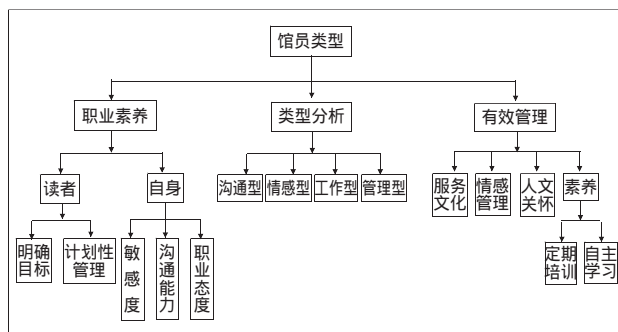 馆员类型
职业素养
类型分析
有效管理
读者
自身
沟通型
情感型
工作型
管理型
服务
文化
情感
管理
人文
关怀
素养
明确
目标
计划性
管理
敏感度
沟通能力
职业态度
定期
培训
自主
学习